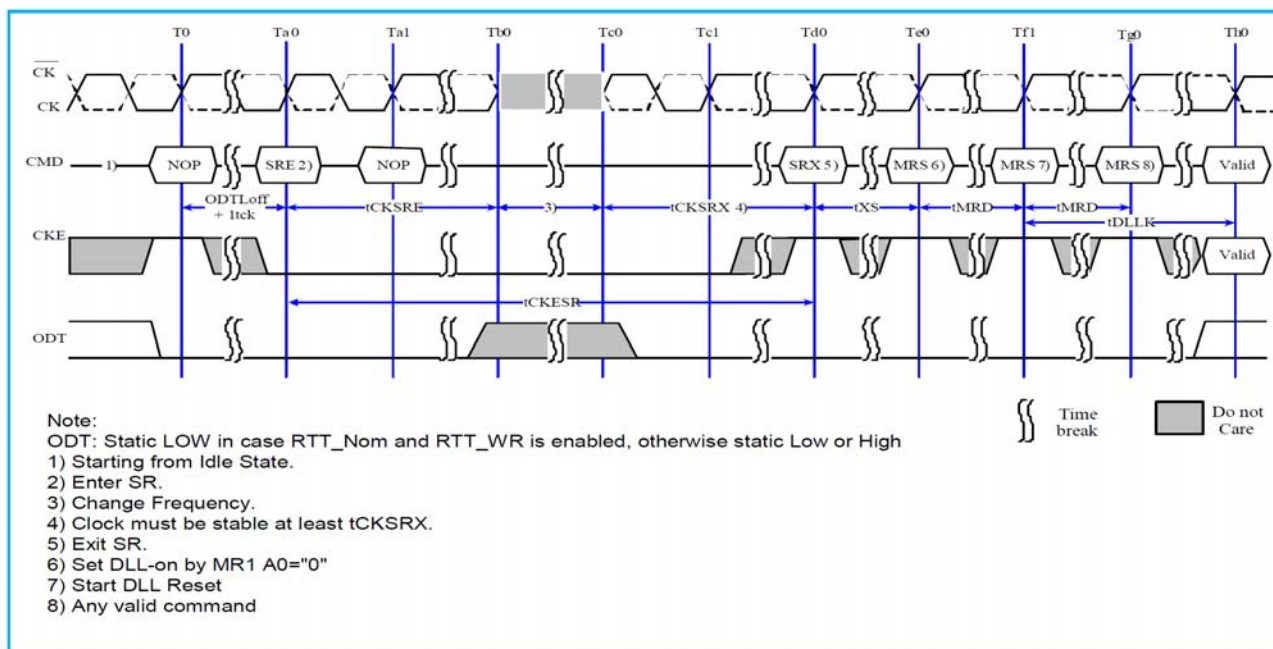 T0 Ta0 Ta1 Tb0 Tc0 Tc1 Td0 Te0 Tf1 Tg0 Th0
CK
CK
CMD 1) NOP SRE 2) NOP SRX 5) MRS 6) MRS 7) MRS 8) Valid
ODTLoff + 1tck tCKSRE 3) tCKSRX 4) tXS tMRD tMRD
tDLLK
CKE Valid
tCKESR
ODT
Note:
ODT: Static LOW in case RTT_Nom and RTT_WR is enabled, otherwise static Low or High
1) Starting from Idle State.
2) Enter SR.
3) Change Frequency.
4) Clock must be stable at least tCKSRX.
5) Exit SR.
6) Set DLL-on by MR1 A0="0"
7) Start DLL Reset
8) Any valid command
Time
break
Do not
Care